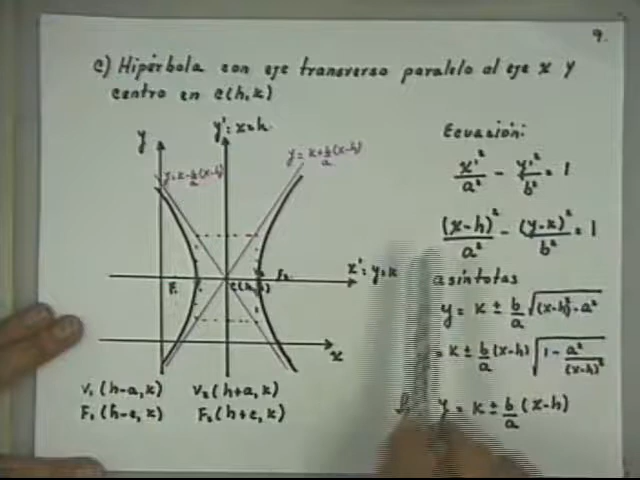 9.
c) Hipérbola con eje transverso paralelo al eje x y
centro en c(h,k)
y
y': x=h
y=k-b/a(x-h)
y=k+b/a(x-h)
F₁
F₂
x': y=k
x
V₁(h-a,k) V₂(h+a,k)
F₁(h-c,k) F₂(h+c,k)
Ecuación:
x'²/a² - y'²/b² = 1
(x-h)²/a² - (y-k)²/b² = 1
asíntotas
y = k ± b/a √((x-h)²-a²)
= k ± b/a (x-h) √(1 - a²/(x-h)²)
y = k ± b/a (x-h)